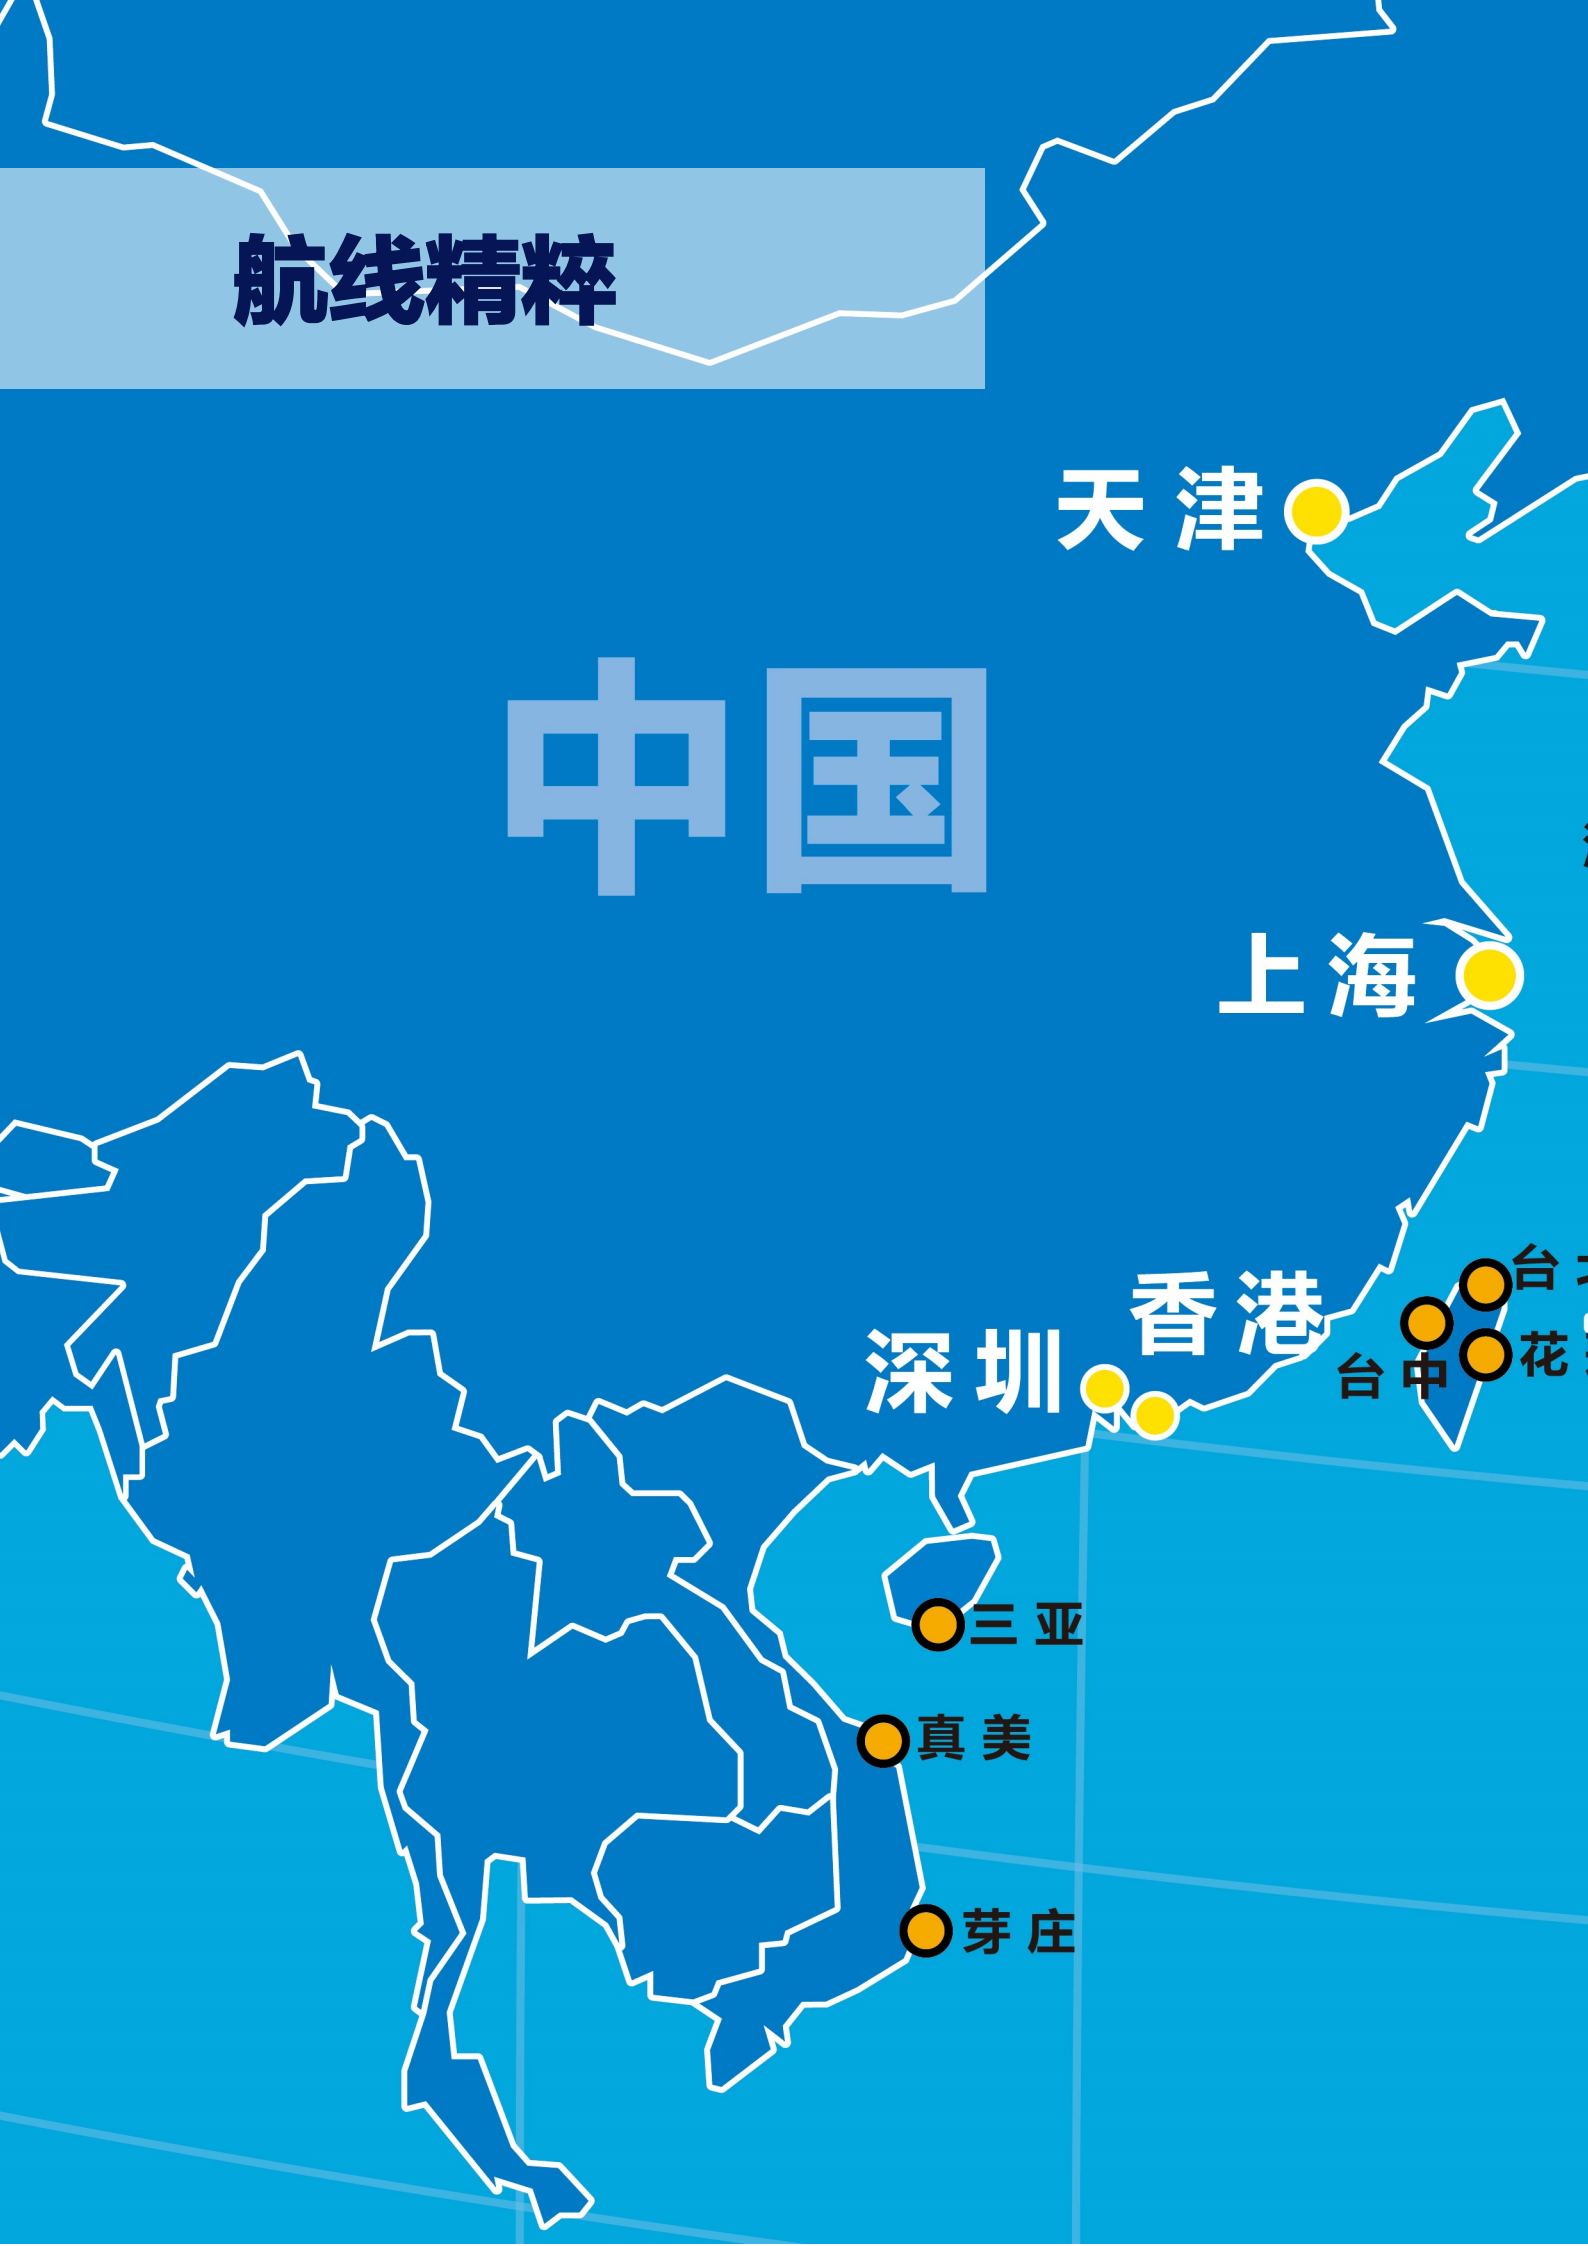 航线精粹
天津
中国
上海
台
香港
花
深圳
台中
三亚
真美
芽庄